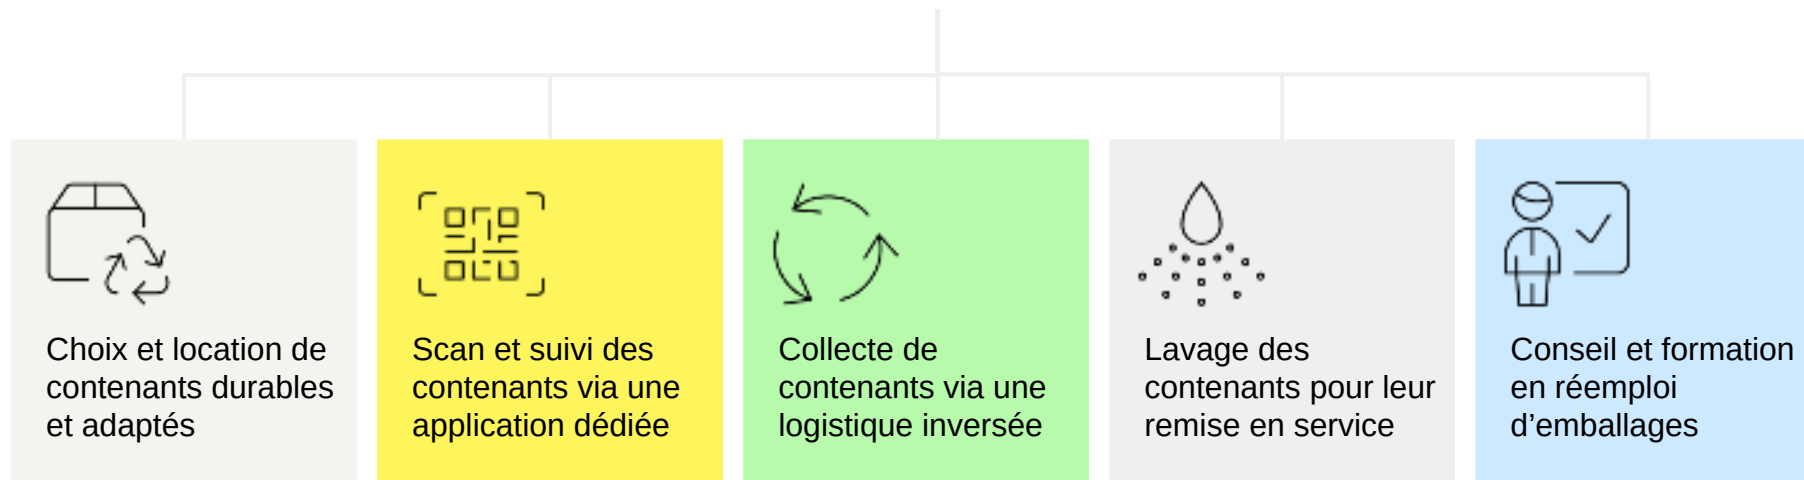 Choix et location de
contenants durables
et adaptés
Scan et suivi des
contenants via une
application dédiée
Collecte de
contenants via une
logistique inversée
Lavage des
contenants pour leur
remise en service
Conseil et formation
en réemploi
d’emballages